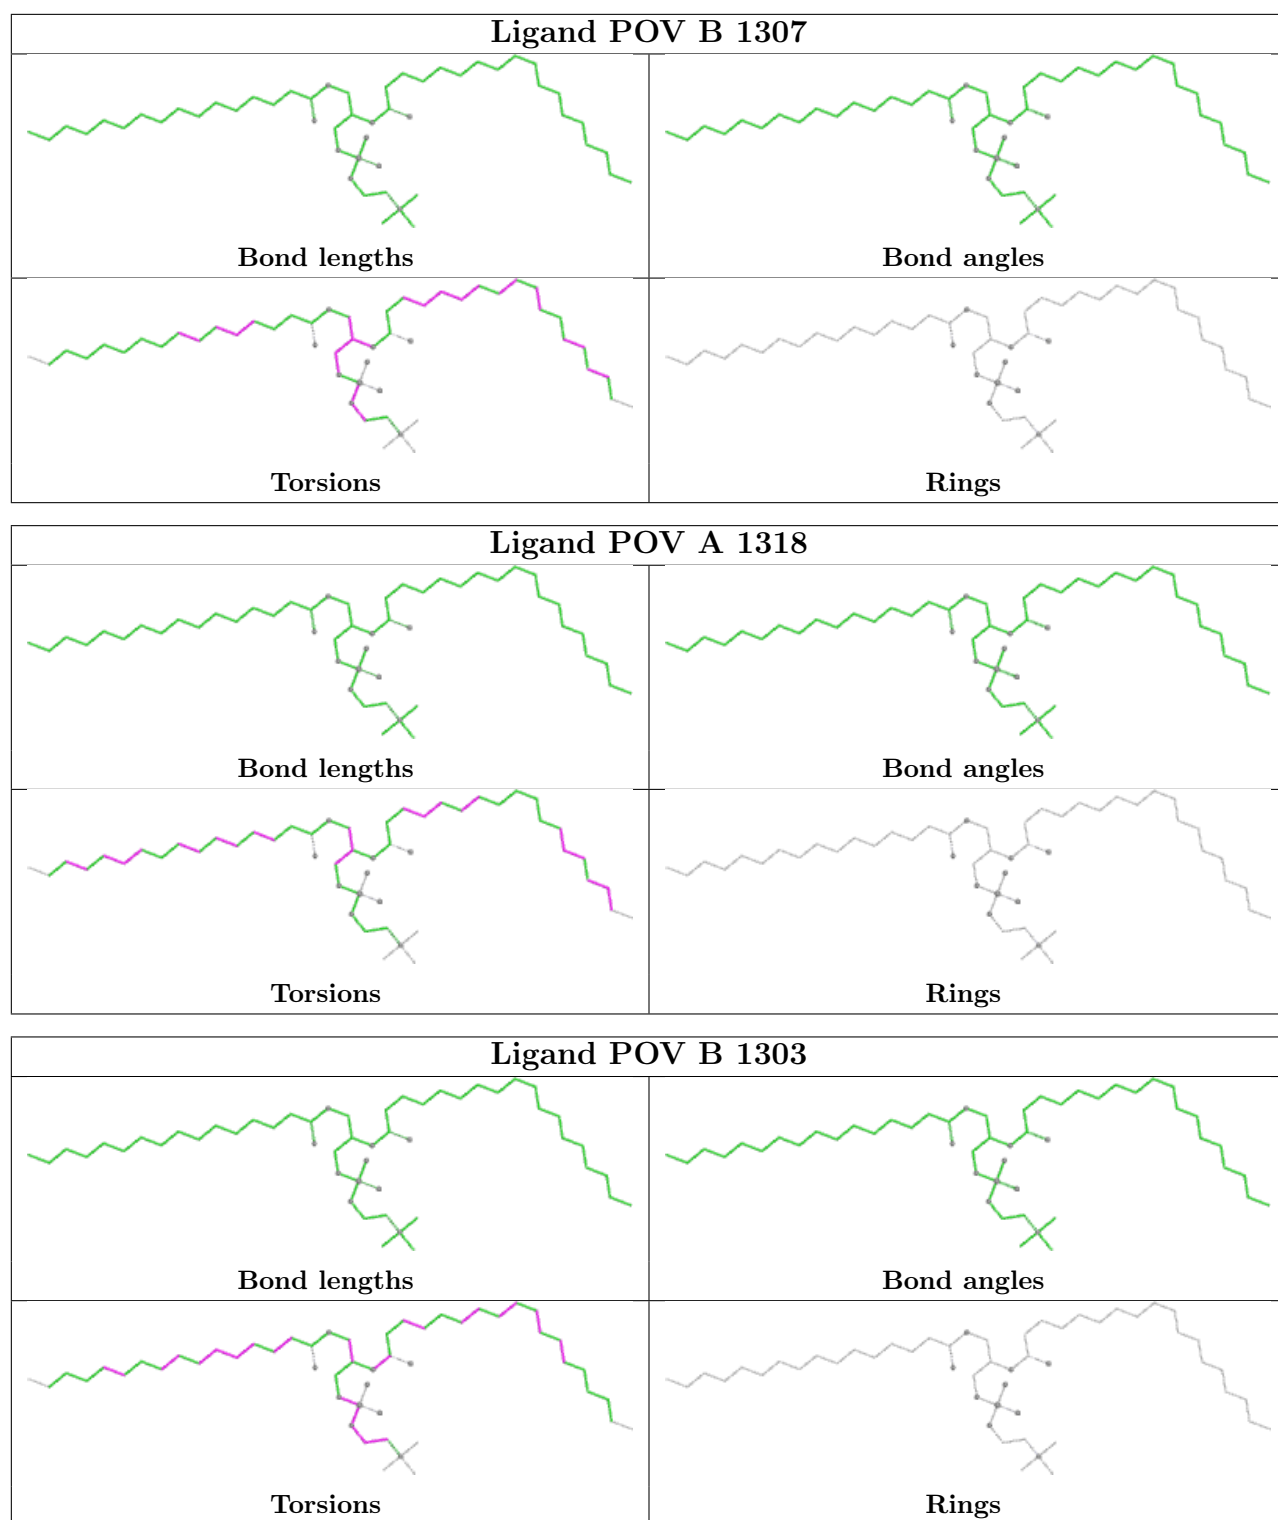 Ligand POV B 1307
Bond lengths
Bond angles
Torsions
Rings
Ligand POV A 1318
Bond lengths
Bond angles
Torsions
Rings
Ligand POV B 1303
Bond lengths
Bond angles
Torsions
Rings